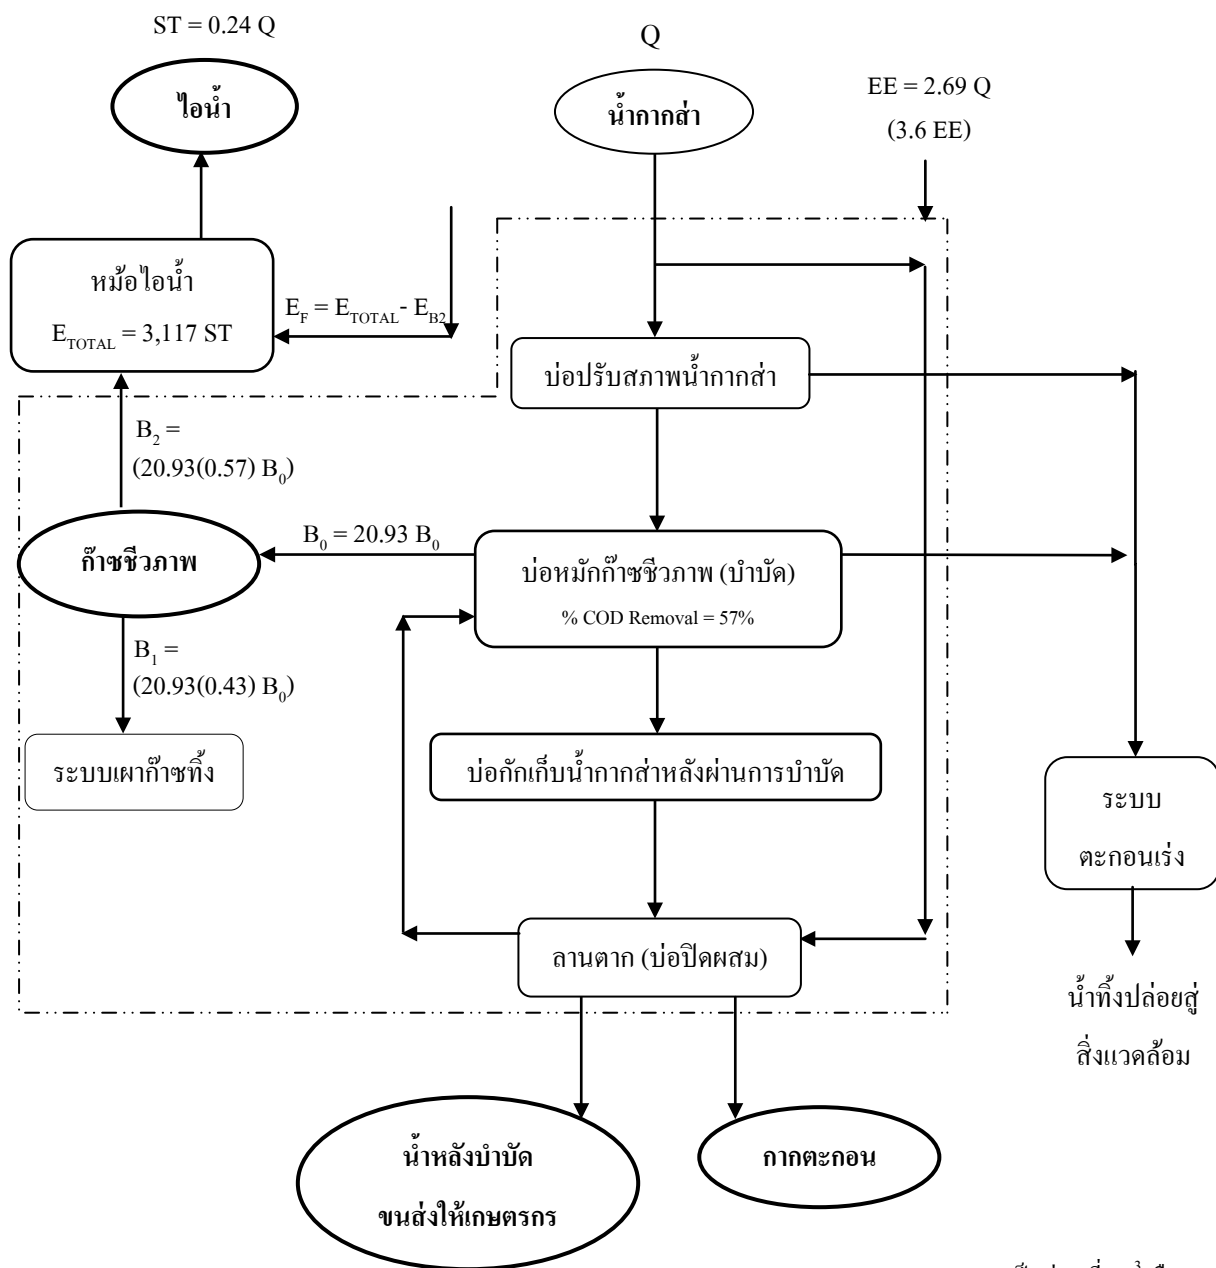 ST = 0.24 Q
Q
ไอน้ำ
น้ำกากส่า
EE = 2.69 Q
(3.6 EE)
หม้อไอน้ำ
E_TOTAL = 3,117 ST
E_F = E_TOTAL - E_B2
บ่อปรับสภาพน้ำกากส่า
B_2 =
(20.93(0.57) B_0)
ก๊าซชีวภาพ
B_0 = 20.93 B_0
บ่อหมักก๊าซชีวภาพ (บำบัด)
% COD Removal = 57%
B_1 =
(20.93(0.43) B_0)
ระบบเผาก๊าซทิ้ง
บ่อกักเก็บน้ำกากส่าหลังผ่านการบำบัด
ระบบ
ตะกอนเร่ง
ลานตาก (บ่อปิดผสม)
น้ำทิ้งปล่อยสู่
สิ่งแวดล้อม
น้ำหลังบำบัด
ขนส่งให้เกษตรกร
กากตะกอน